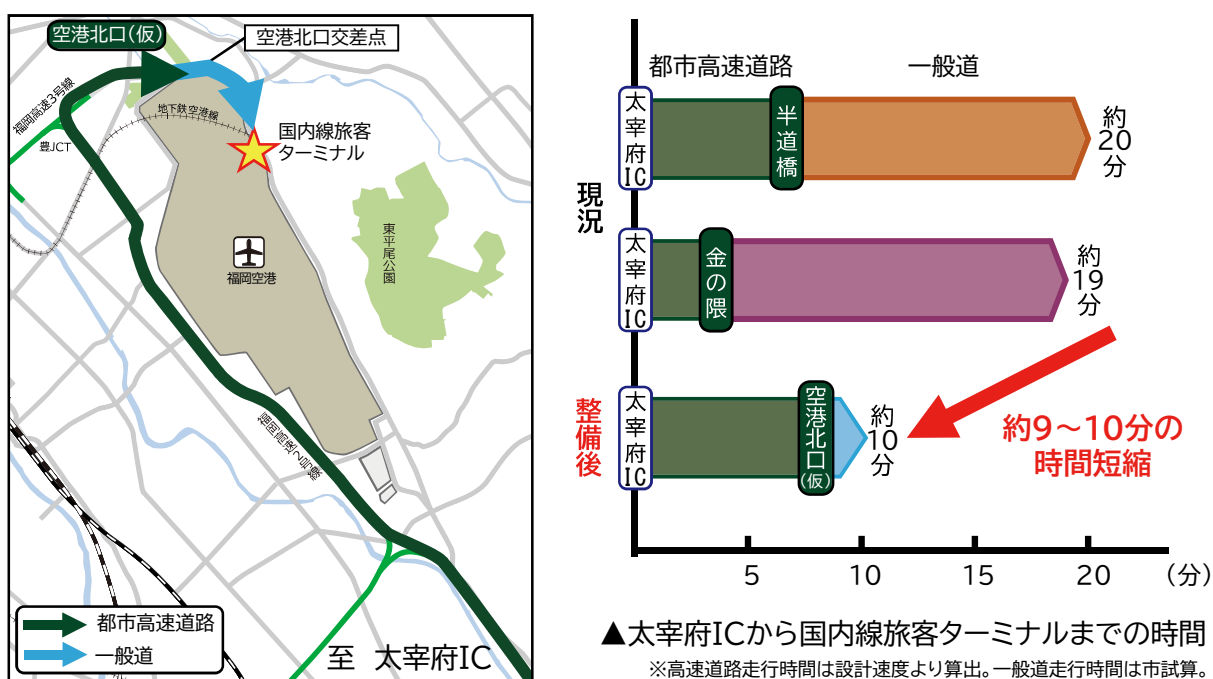 空港北口(仮)
空港北口交差点
福岡高速3号線
地下鉄空港線
豊JCT
国内線旅客
ターミナル
東平尾公園
福岡空港
福岡高速2号線
都市高速道路
一般道
至 太宰府IC
都市高速道路
一般道
現況
太宰府IC
半道橋
約20分
太宰府IC
金の隈
約19分
整備後
太宰府IC
空港北口(仮)
約10分
約9～10分の
時間短縮
5
10
15
20
(分)
▲太宰府ICから国内線旅客ターミナルまでの時間
※高速道路走行時間は設計速度より算出。一般道走行時間は市試算。